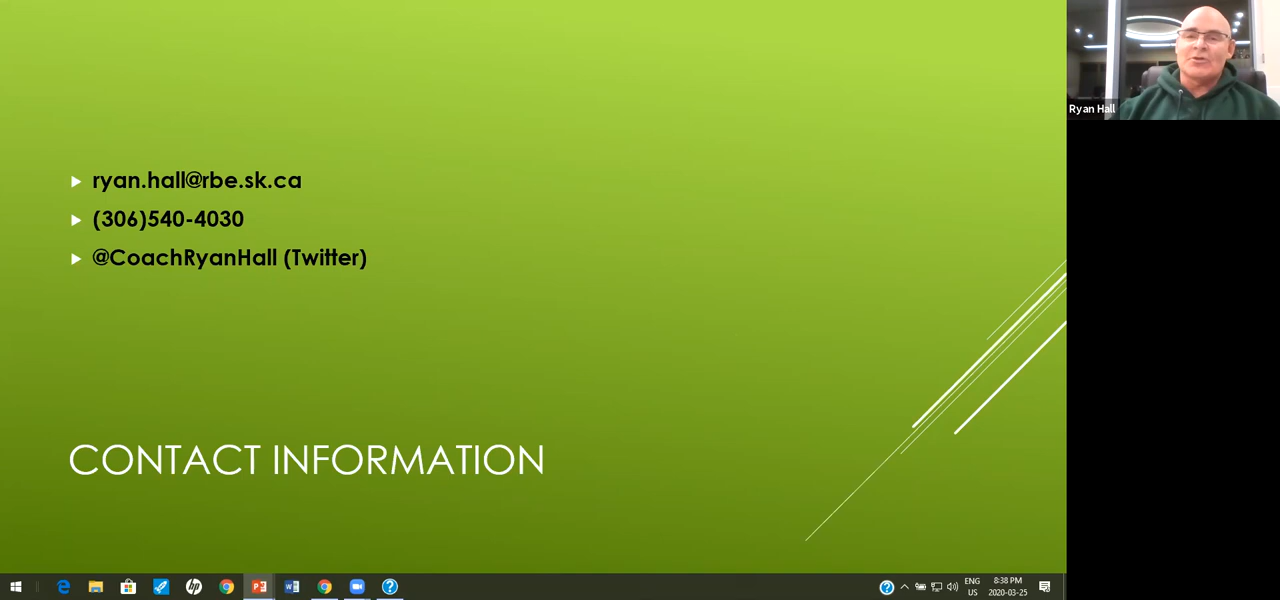 ryan.hall@rbe.sk.ca
(306)540-4030
@CoachRyanHall (Twitter)
CONTACT INFORMATION
Ryan Hall
ENG
US
8:38 PM
2020-03-25